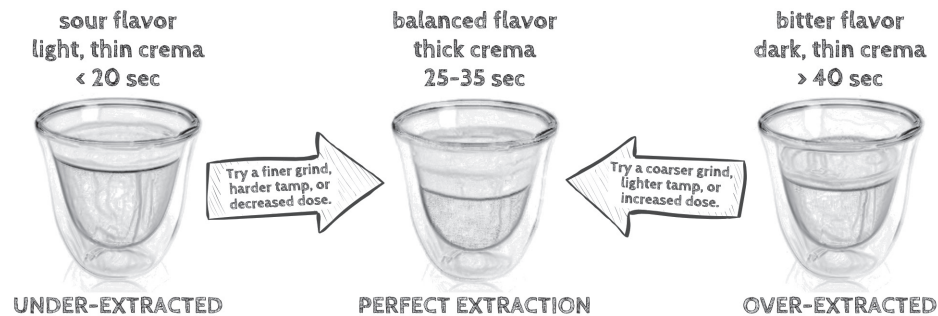 sour flavor
light, thin crema
< 20 sec
balanced flavor
thick crema
25-35 sec
bitter flavor
dark, thin crema
> 40 sec
Try a finer grind,
harder tamp, or
decreased dose.
Try a coarser grind,
lighter tamp, or
increased dose.
UNDER-EXTRACTED
PERFECT EXTRACTION
OVER-EXTRACTED